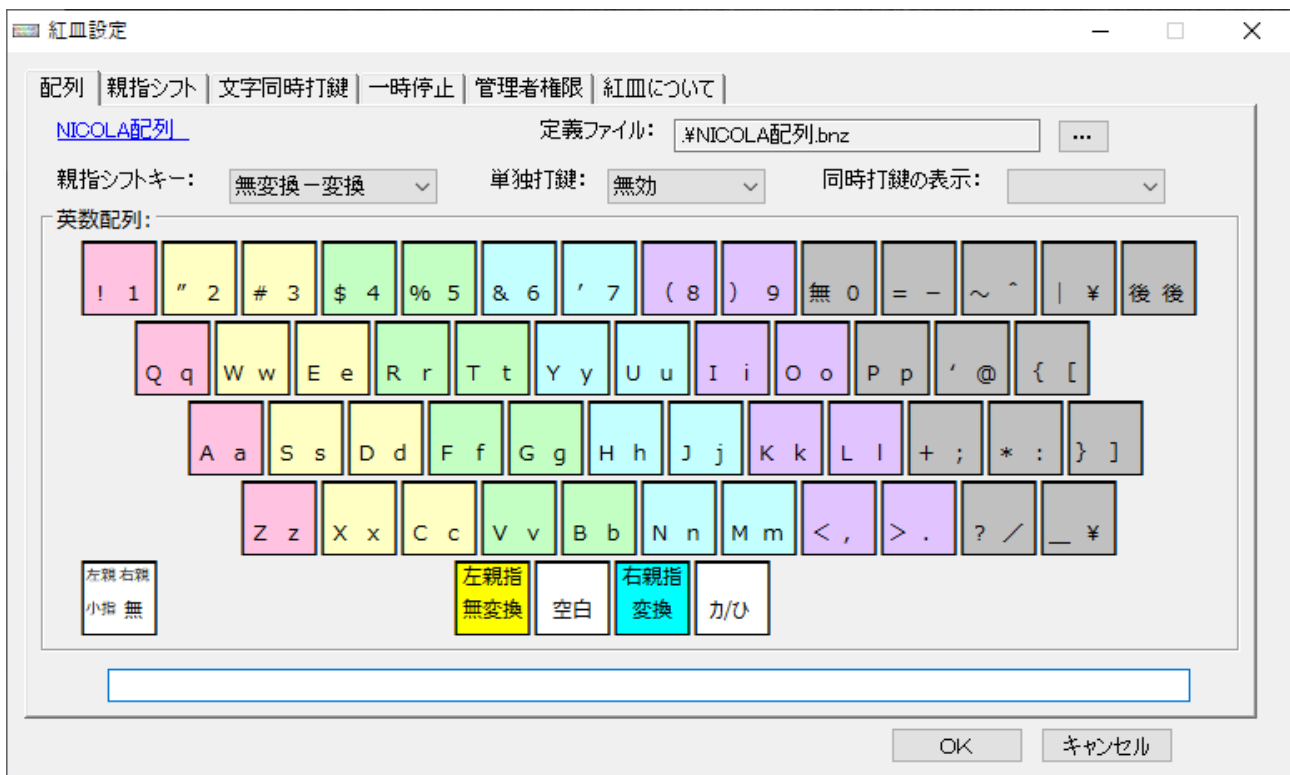 紅皿設定
配列 親指シフト 文字同時打鍵 一時停止 管理者権限 紅皿について
NICOLA配列 定義ファイル: .¥NICOLA配列.bnz ...
親指シフトキー: 無変換－変換 単独打鍵: 無効 同時打鍵の表示:
英数配列:
! 1 ″ 2 # 3 $ 4 % 5 & 6 ′ 7 ( 8 ) 9 無 0 = － ～ ＾ | ￥ 後 後
Q q W w E e R r T t Y y U u I i O o P p ‘ @ { [
A a S s D d F f G g H h J j K k L l + ; * : } ]
Z z X x C c V v B b N n M m ＜ , ＞ . ? ／ ＿ ￥
左親 右親 左親指 右親指
小指 無 無変換 空白 変換 カ/ひ
OK キャンセル